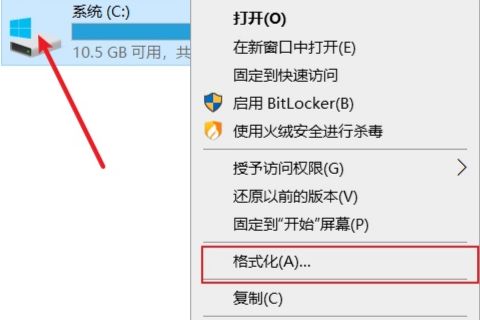 系统 (C:)
10.5 GB 可用，共
打开(O)
在新窗口中打开(E)
固定到快速访问
启用 BitLocker(B)
使用火绒安全进行杀毒
授予访问权限(G)
还原以前的版本(V)
固定到"开始"屏幕(P)
格式化(A)...
复制(C)